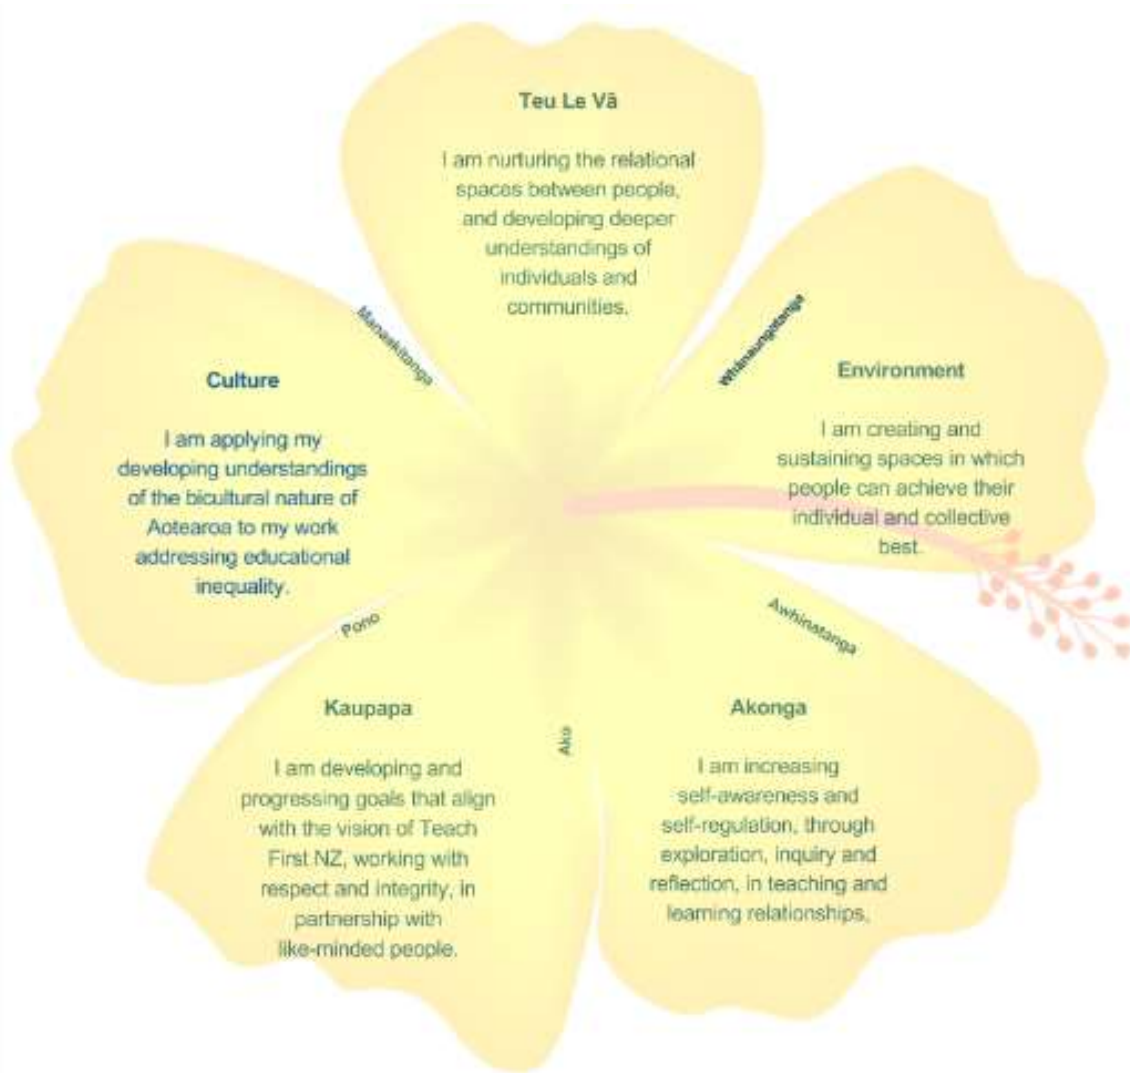 Teu Le Vā
I am nurturing the relational
spaces between people,
and developing deeper
understandings of
individuals and
communities.
Manaakitanga
Whānaungatanga
Culture
I am applying my
developing understandings
of the bicultural nature of
Aotearoa to my work
addressing educational
inequality.
Environment
I am creating and
sustaining spaces in which
people can achieve their
individual and collective
best.
Pono
Awhinatanga
Kaupapa
I am developing and
progressing goals that align
with the vision of Teach
First NZ, working with
respect and integrity, in
partnership with
like-minded people.
Ako
Akonga
I am increasing
self-awareness and
self-regulation, through
exploration, inquiry and
reflection, in teaching and
learning relationships.